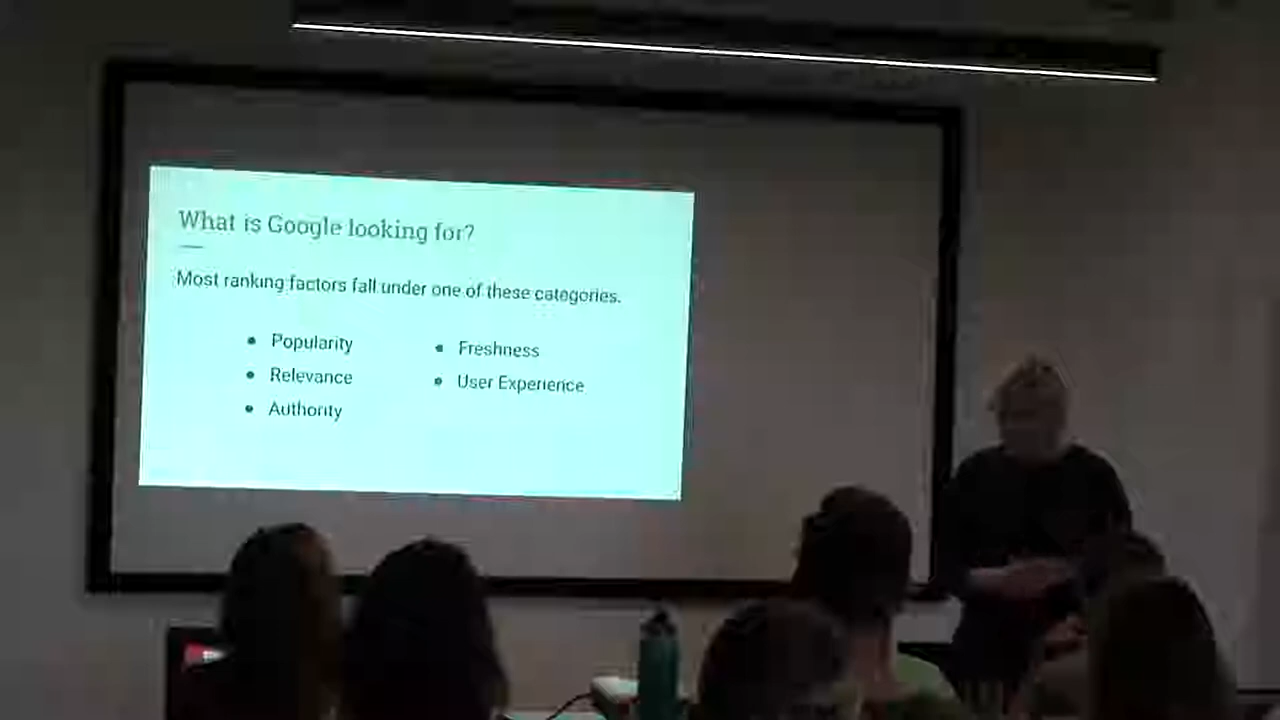 What is Google looking for?
Most ranking factors fall under one of these categories.
• Popularity
• Relevance
• Authority
• Freshness
• User Experience